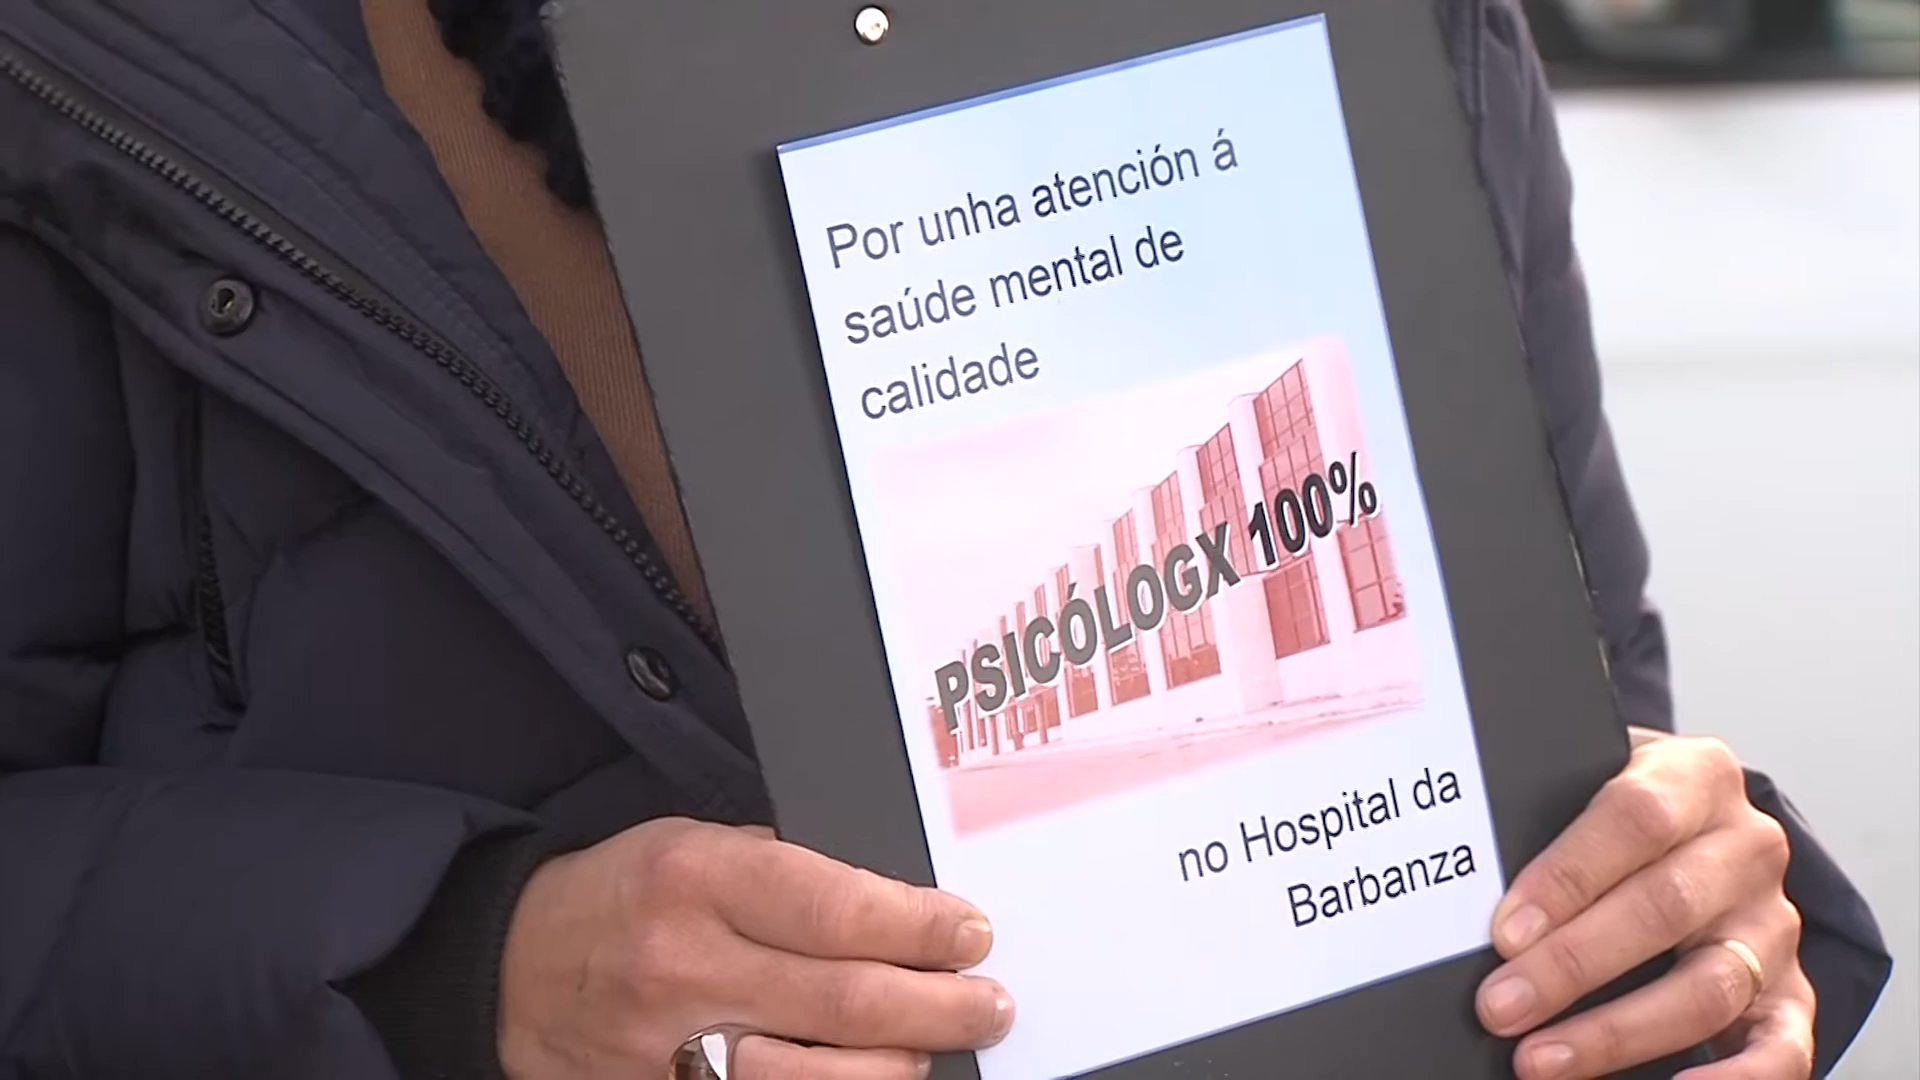 Por unha atención á
saúde mental de
calidade
PSICÓLOGX 100%
no Hospital da
Barbanza